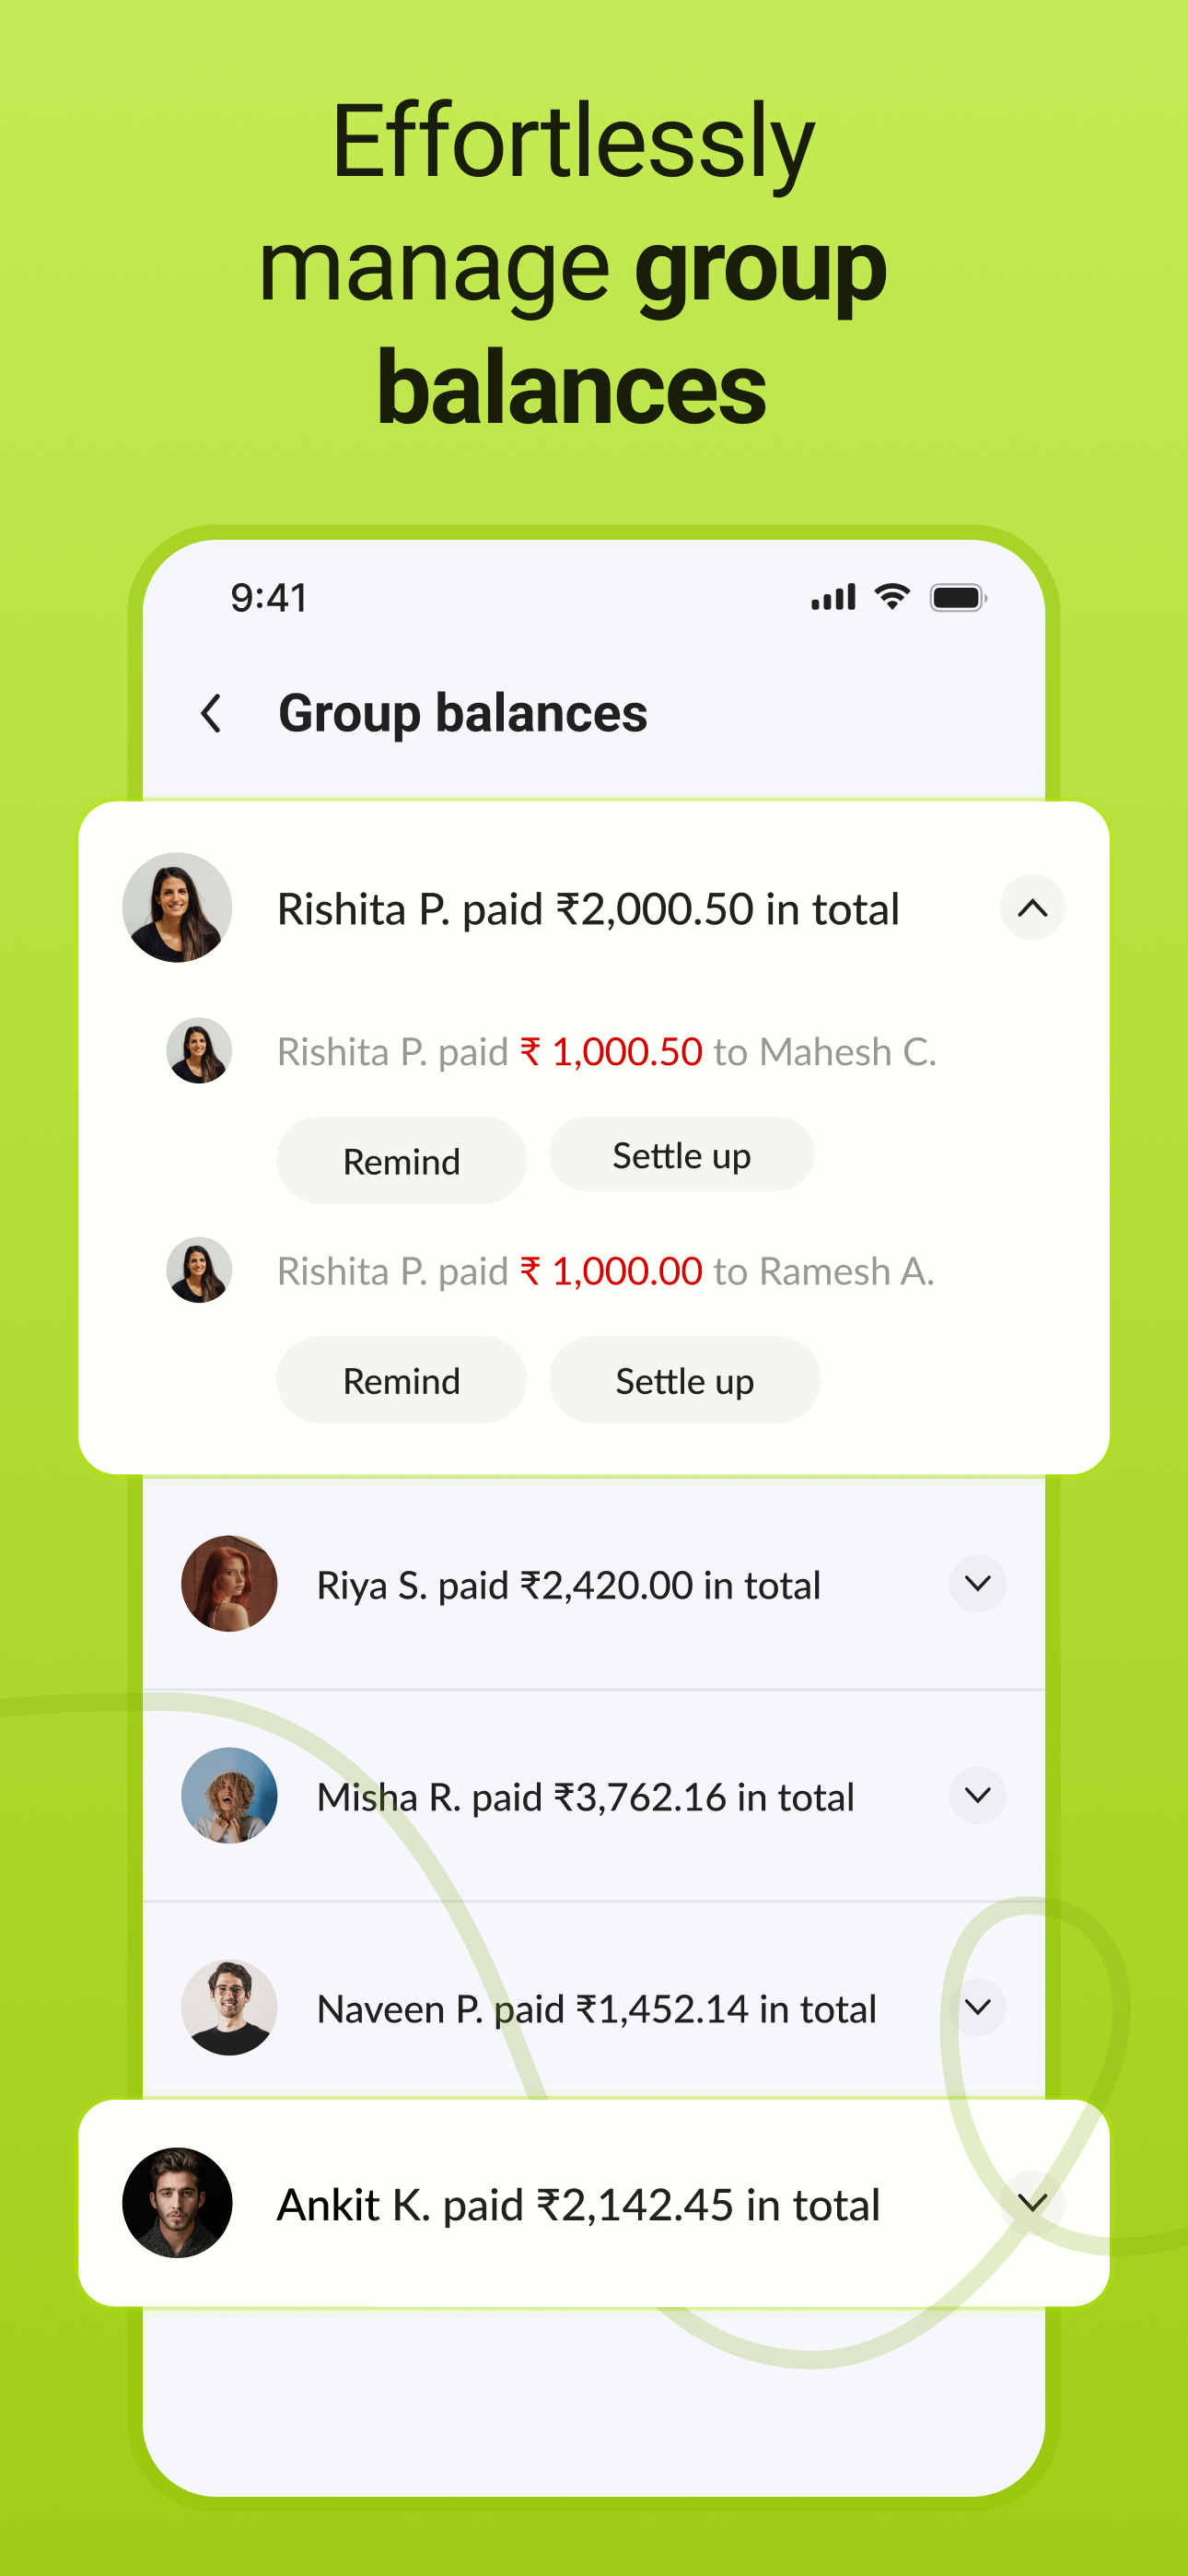 Effortlessly
manage group
balances
9:41
Group balances
Rishita P. paid ₹2,000.50 in total
Rishita P. paid ₹ 1,000.50 to Mahesh C.
Remind Settle up
Rishita P. paid ₹ 1,000.00 to Ramesh A.
Remind Settle up
Riya S. paid ₹2,420.00 in total
Misha R. paid ₹3,762.16 in total
Naveen P. paid ₹1,452.14 in total
Ankit K. paid ₹2,142.45 in total